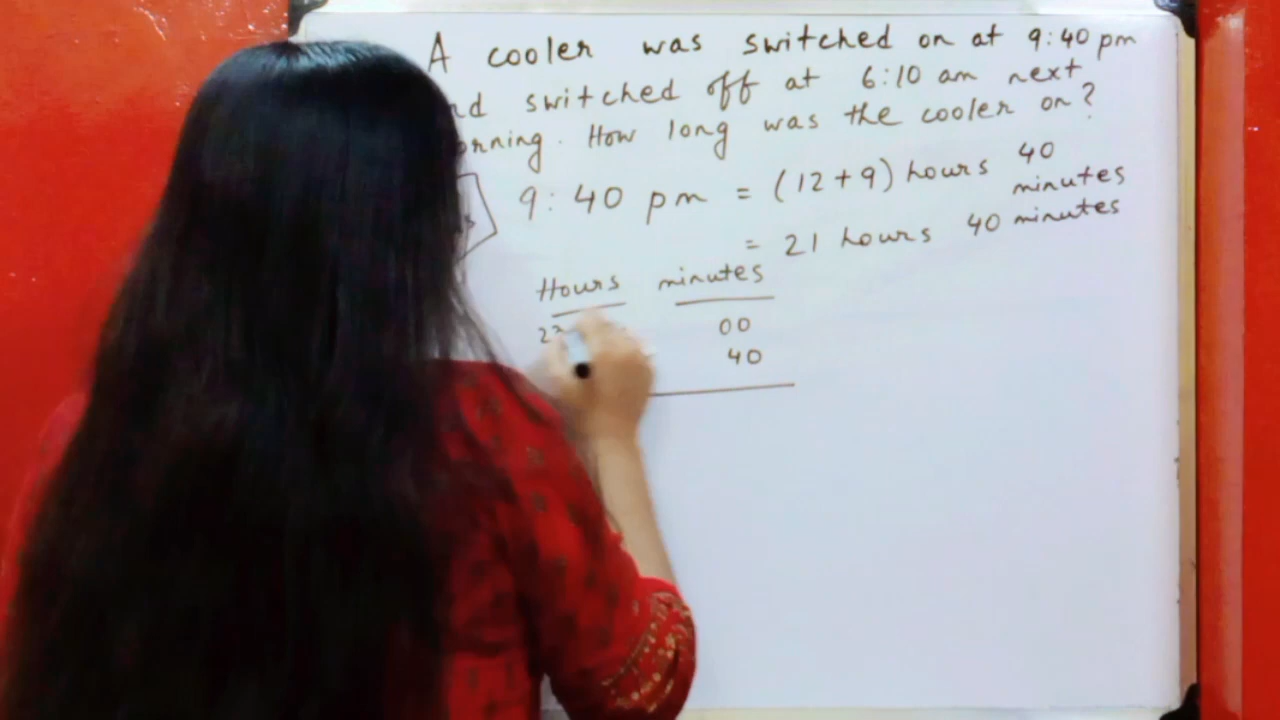 A cooler was switched on at 9:40 pm
nd switched off at 6:10 am next
orning. How long was the cooler on?
9:40 pm = (12+9) hours 40 minutes
= 21 hours 40 minutes
Hours minutes
23 00
40